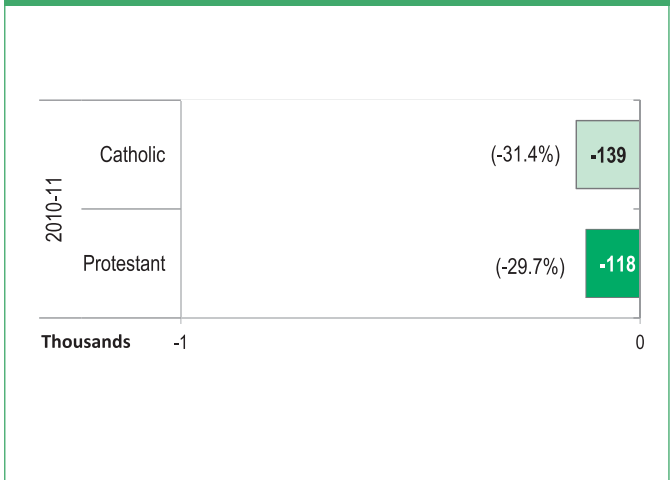 2010-11
Catholic
(-31.4%)
-139
Protestant
(-29.7%)
-118
Thousands
-1
0